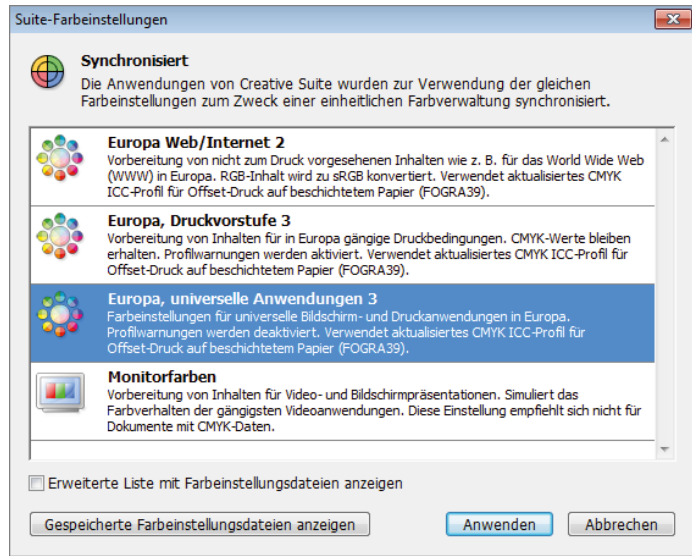 Suite-Farbeinstellungen
Synchronisiert
Die Anwendungen von Creative Suite wurden zur Verwendung der gleichen
Farbeinstellungen zum Zweck einer einheitlichen Farbverwaltung synchronisiert.
Europa Web/Internet 2
Vorbereitung von nicht zum Druck vorgesehenen Inhalten wie z. B. für das World Wide Web
(WWW) in Europa. RGB-Inhalt wird zu sRGB konvertiert. Verwendet aktualisiertes CMYK
ICC-Profil für Offset-Druck auf beschichtetem Papier (FOGRA39).
Europa, Druckvorstufe 3
Vorbereitung von Inhalten für in Europa gängige Druckbedingungen. CMYK-Werte bleiben
erhalten. Profilwarnungen werden aktiviert. Verwendet aktualisiertes CMYK ICC-Profil für
Offset-Druck auf beschichtetem Papier (FOGRA39).
Europa, universelle Anwendungen 3
Farbeinstellungen für universelle Bildschirm- und Druckanwendungen in Europa.
Profilwarnungen werden deaktiviert. Verwendet aktualisiertes CMYK ICC-Profil für
Offset-Druck auf beschichtetem Papier (FOGRA39).
Monitorfarben
Vorbereitung von Inhalten für Video- und Bildschirmpräsentationen. Simuliert das
Farbverhalten der gängigsten Videoanwendungen. Diese Einstellung empfiehlt sich nicht für
Dokumente mit CMYK-Daten.
Erweiterte Liste mit Farbeinstellungsdateien anzeigen
Gespeicherte Farbeinstellungsdateien anzeigen
Anwenden
Abbrechen